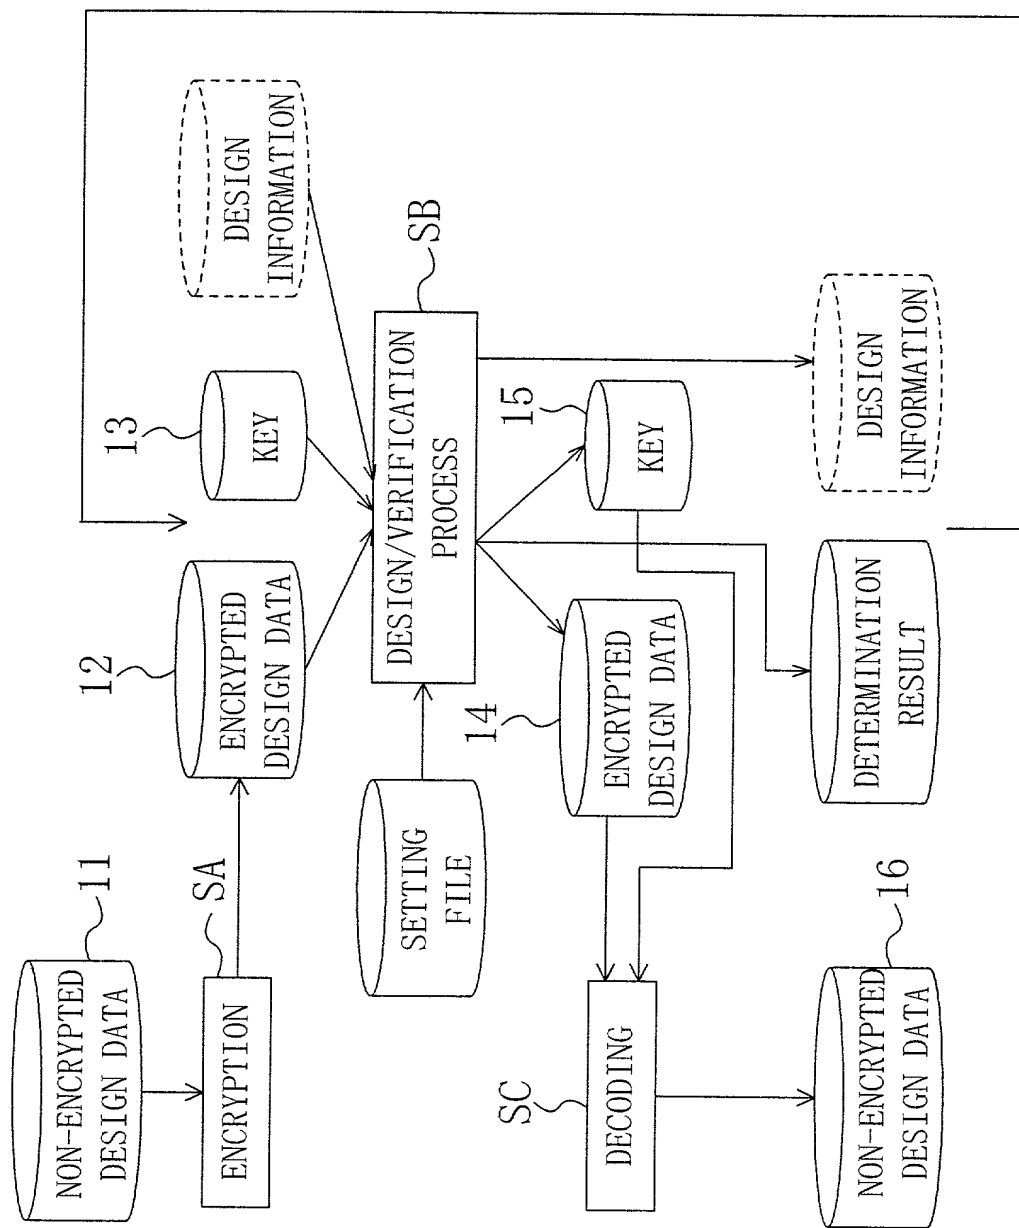 11
NON-ENCRYPTED
DESIGN DATA
SA
ENCRYPTION
12
ENCRYPTED
DESIGN DATA
13
KEY
DESIGN
INFORMATION
SETTING
FILE
SB
DESIGN/VERIFICATION
PROCESS
14
ENCRYPTED
DESIGN DATA
15
KEY
SC
DECODING
16
NON-ENCRYPTED
DESIGN DATA
DETERMINATION
RESULT
DESIGN
INFORMATION